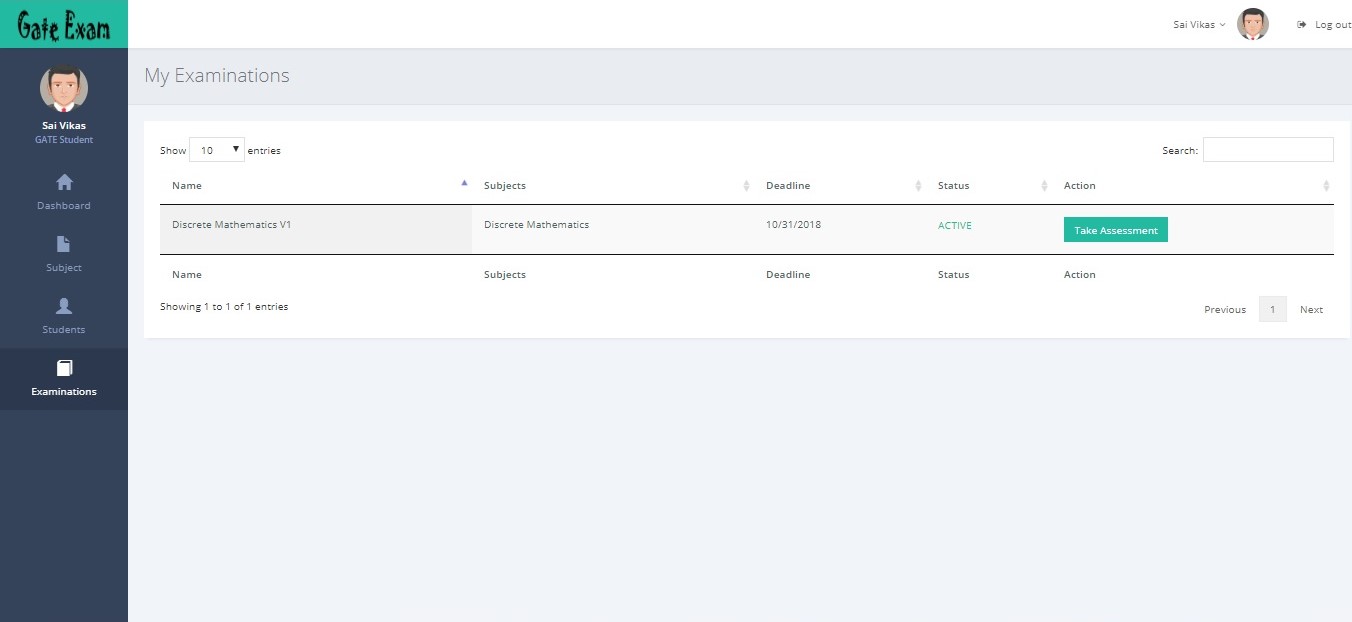 Gate Exam
Sai Vikas
Log out
Sai Vikas
GATE Student
Dashboard
Subject
Students
Examinations
My Examinations
Show 10 entries
Search:
Name Subjects Deadline Status Action
Discrete Mathematics V1 Discrete Mathematics 10/31/2018 ACTIVE Take Assessment
Name Subjects Deadline Status Action
Showing 1 to 1 of 1 entries
Previous 1 Next